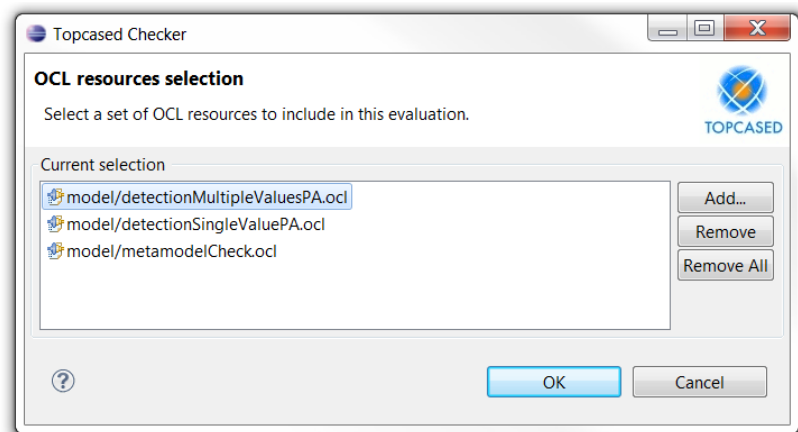 Topcased Checker
OCL resources selection
Select a set of OCL resources to include in this evaluation.
TOPCASED
Current selection
model/detectionMultipleValuesPA.ocl
model/detectionSingleValuePA.ocl
model/metamodelCheck.ocl
Add...
Remove
Remove All
?
OK
Cancel